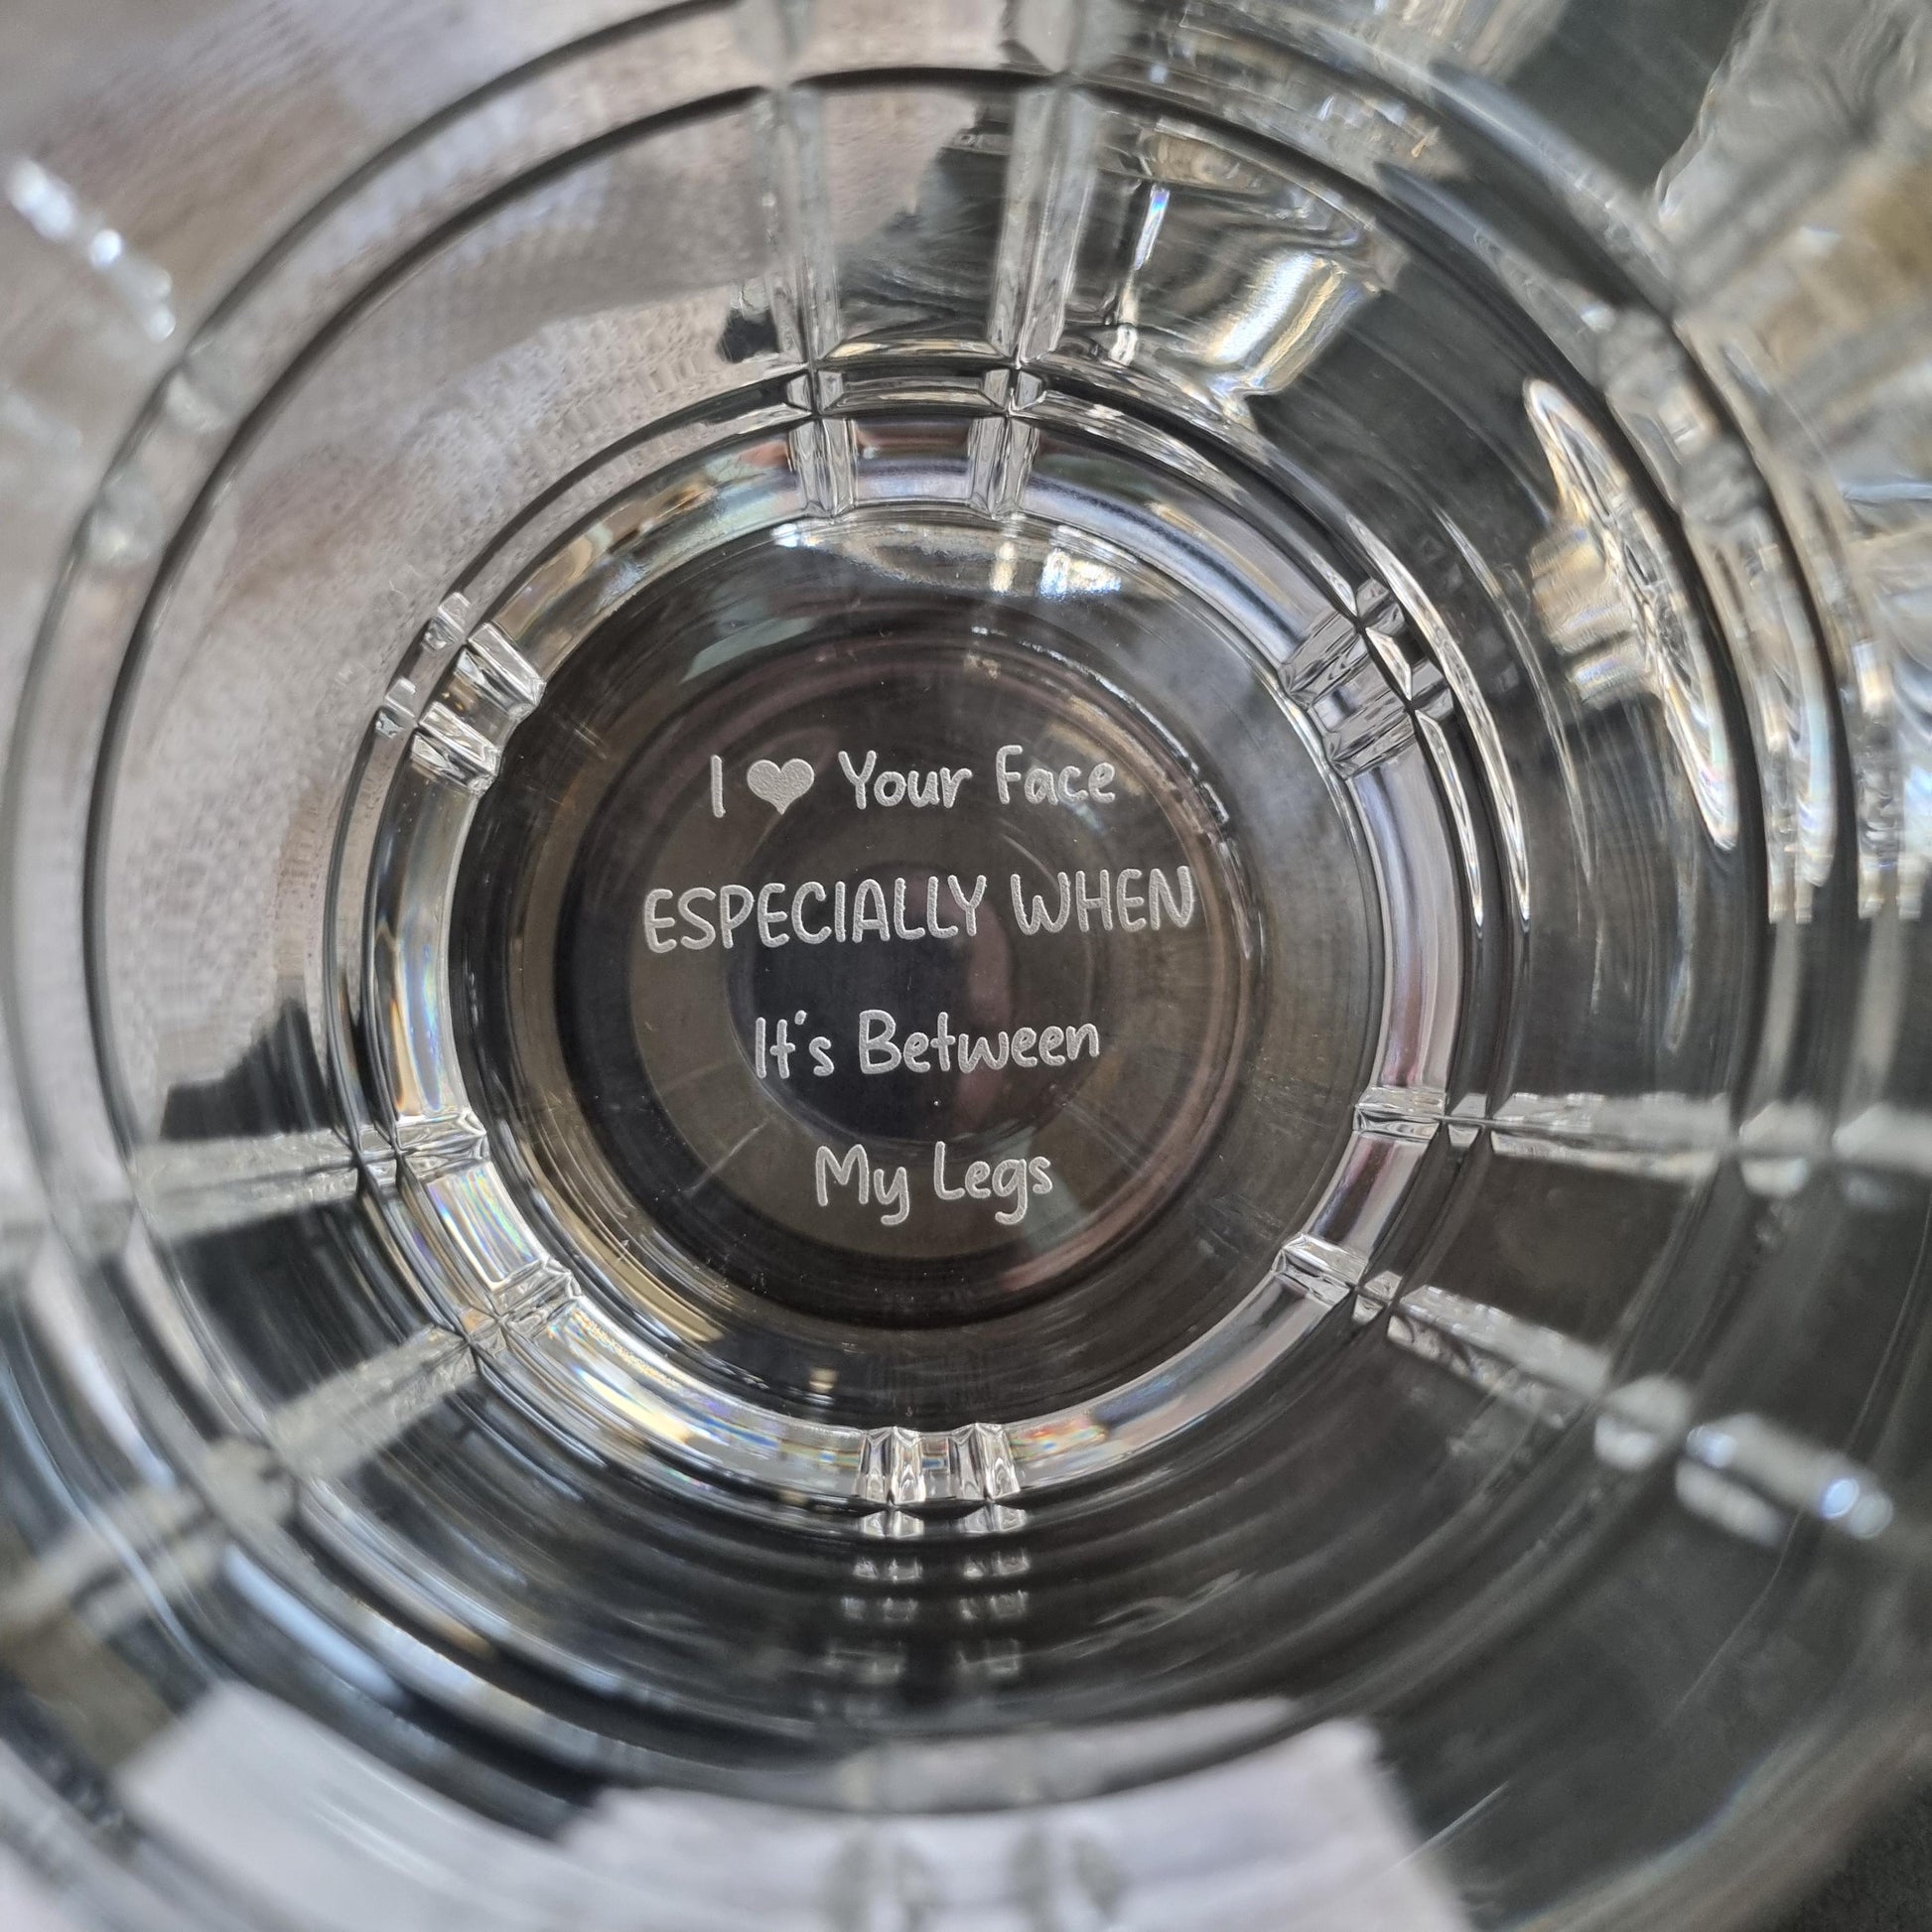 I ♥ Your Face
ESPECIALLY WHEN
It's Between
My Legs